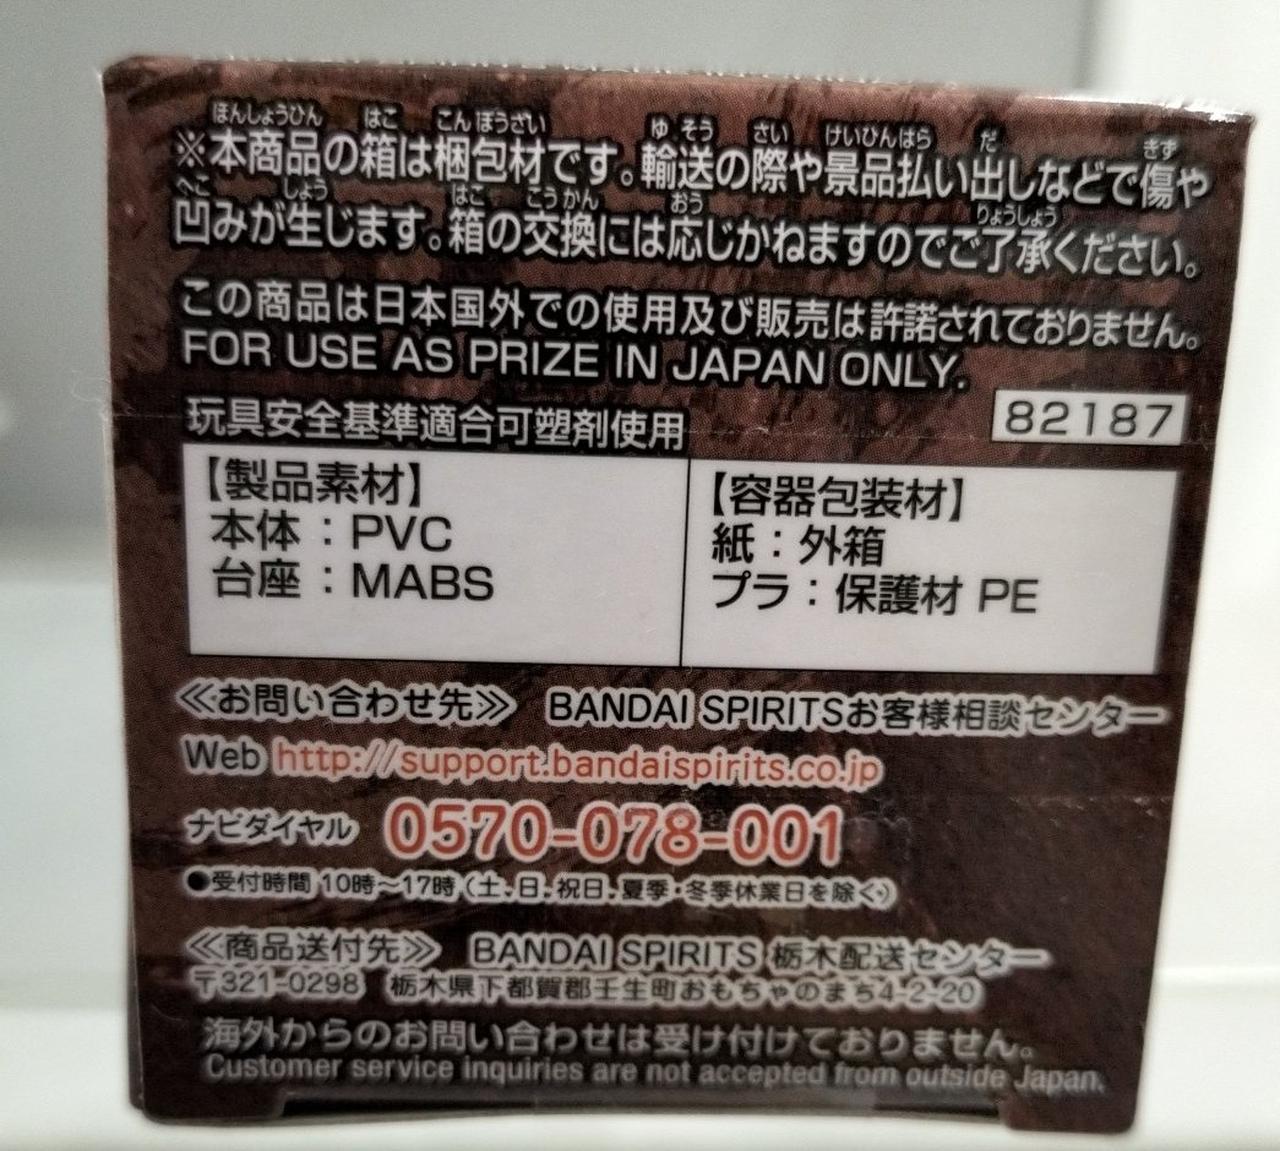 ※本商品の箱は梱包材です。輸送の際や景品払い出しなどで傷や
凹みが生じます。箱の交換には応じかねますのでご了承ください。
この商品は日本国外での使用及び販売は許諾されておりません。
FOR USE AS PRIZE IN JAPAN ONLY.
玩具安全基準適合可塑剤使用
82187
【製品素材】
本体：PVC
台座：MABS
【容器包装材】
紙：外箱
プラ：保護材 PE
≪お問い合わせ先≫ BANDAI SPIRITSお客様相談センター
Web http://support.bandaispirits.co.jp
ナビダイヤル 0570-078-001
●受付時間 10時～17時（土、日、祝日、夏季・冬季休業日を除く）
≪商品送付先≫ BANDAI SPIRITS 栃木配送センター
〒321-0298 栃木県下都賀郡壬生町おもちゃのまち4-2-20
海外からのお問い合わせは受け付けておりません。
Customer service inquiries are not accepted from outside Japan.